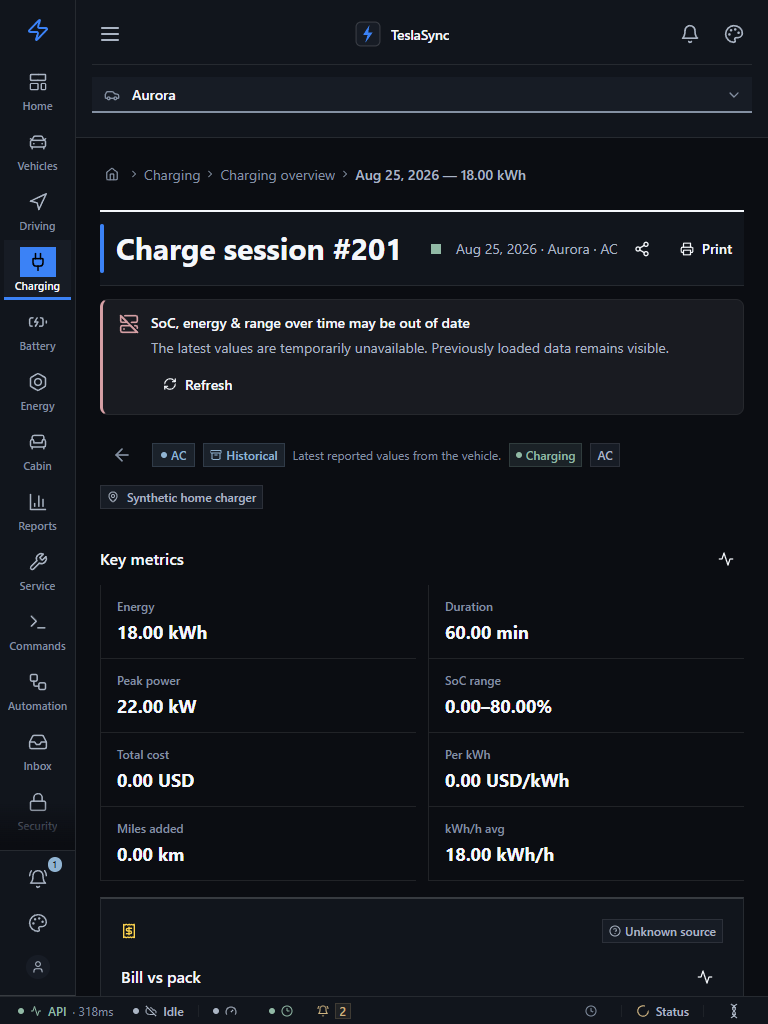 TeslaSync
Aurora
Home
Vehicles
Driving
Charging
Battery
Energy
Cabin
Reports
Service
Commands
Automation
Inbox
Security
1
Charging
Charging overview
Aug 25, 2026 — 18.00 kWh
Charge session #201
Aug 25, 2026 · Aurora · AC
Print
SoC, energy & range over time may be out of date
The latest values are temporarily unavailable. Previously loaded data remains visible.
Refresh
AC
Historical
Latest reported values from the vehicle.
Charging
AC
Synthetic home charger
Key metrics
Energy
18.00 kWh
Duration
60.00 min
Peak power
22.00 kW
SoC range
0.00–80.00%
Total cost
0.00 USD
Per kWh
0.00 USD/kWh
Miles added
0.00 km
kWh/h avg
18.00 kWh/h
Unknown source
Bill vs pack
API · 318ms
Idle
2
Status